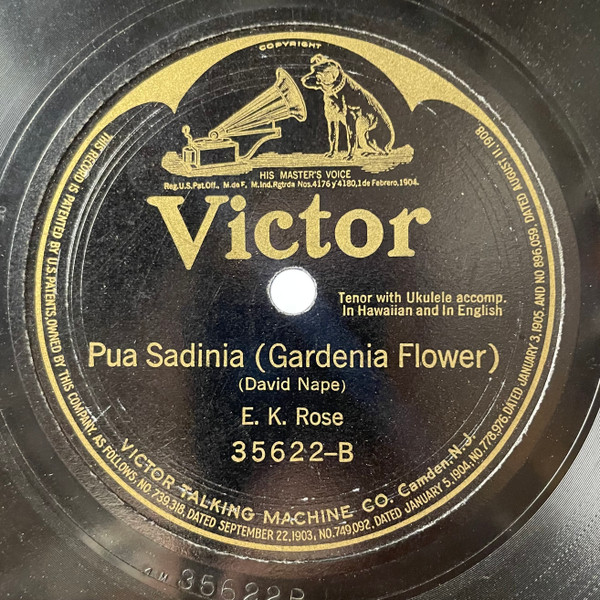 COPYRIGHT
HIS MASTER'S VOICE
Reg.U.S.Pat.Off., M.de F., M.Ind.Rgtrda Nos.4176 y 4180,1 de Febrero,1904.
Victor
Tenor with Ukulele accomp.
In Hawaiian and In English
Pua Sadinia (Gardenia Flower)
(David Nape)
E. K. Rose
35622-B
VICTOR TALKING MACHINE CO. Camden, N.J.
THIS RECORD IS PATENTED BY U.S. PATENTS, OWNED BY THIS COMPANY, AS FOLLOWS, NO. 739,318, DATED SEPTEMBER 22, 1903, NO. 749,092, DATED JANUARY 5, 1904, NO. 778,976, DATED JANUARY 3, 1905, AND NO 896,059, DATED AUGUST 11, 1908
35622B